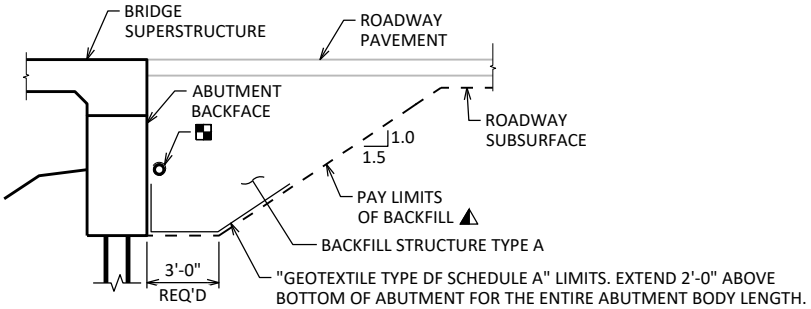 BRIDGE
SUPERSTRUCTURE
ROADWAY
PAVEMENT
ABUTMENT
BACKFACE
ROADWAY
SUBSURFACE
1.0
1.5
PAY LIMITS
OF BACKFILL
BACKFILL STRUCTURE TYPE A
3'-0"
REQ'D
"GEOTEXTILE TYPE DF SCHEDULE A" LIMITS. EXTEND 2'-0" ABOVE
BOTTOM OF ABUTMENT FOR THE ENTIRE ABUTMENT BODY LENGTH.